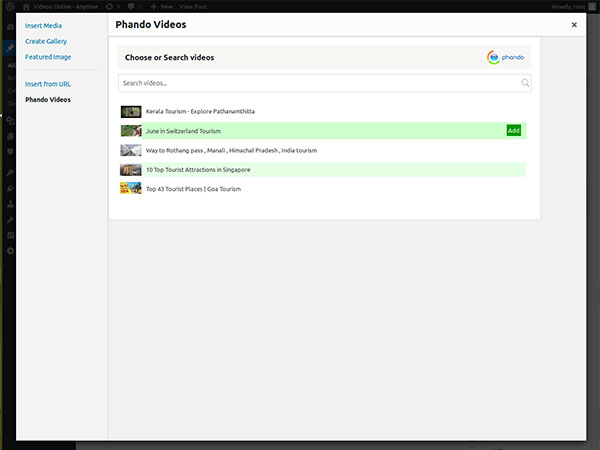 Videos Online - Anytime
New
View Post
Howdy, root
Insert Media
Create Gallery
Featured Image
Insert from URL
Phando Videos
Phando Videos
Choose or Search videos
phando
Search videos...
Kerala Tourism - Explore Pathanamthitta
June in Switzerland Tourism
Add
Way to Rothang pass , Manali , Himachal Pradesh , India tourism
10 Top Tourist Attractions in Singapore
Top 43 Tourist Places | Goa Tourism